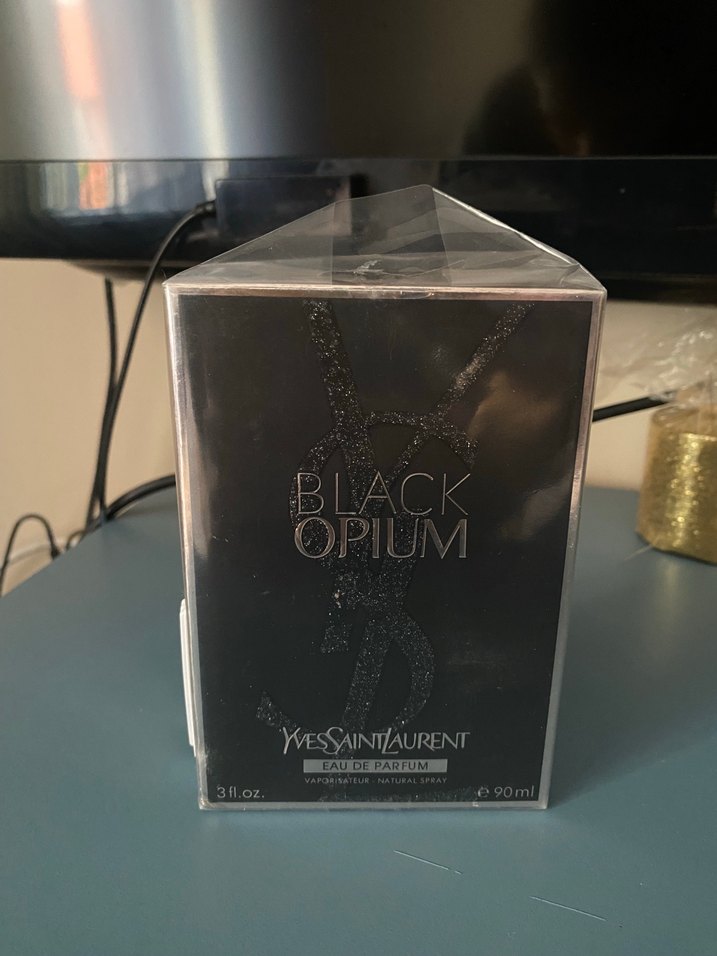 BLACK
OPIUM
YVESSAINTLAURENT
EAU DE PARFUM
VAPORISATEUR - NATURAL SPRAY
3 fl.oz. ℮ 90 ml